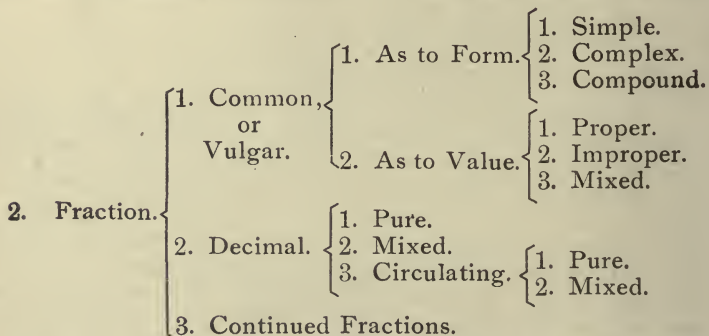 1. Simple.
1. As to Form. 2. Complex.
3. Compound.
1. Common,
or
Vulgar.
1. Proper.
2. As to Value. 2. Improper.
3. Mixed.
2. Fraction.
1. Pure.
2. Decimal. 2. Mixed.
3. Circulating. 1. Pure.
2. Mixed.
3. Continued Fractions.